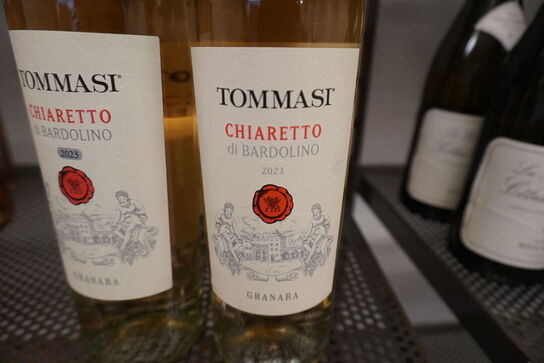 TOMMASI
CHIARETTO
di BARDOLINO
2023
TOMMASI
CHIARETTO
di BARDOLINO
2023
GRANARA
GRANARA